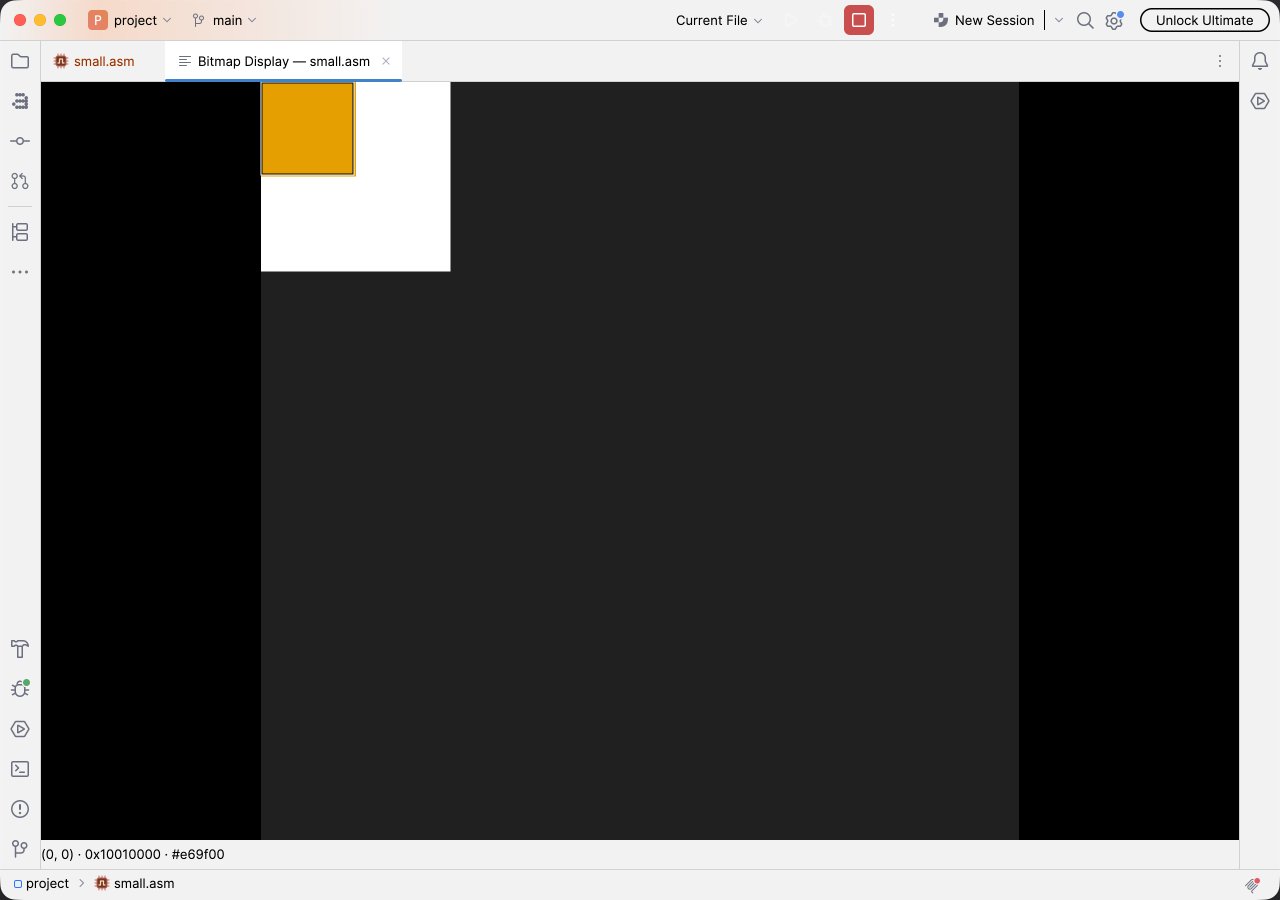 P project main Current File New Session Unlock Ultimate
small.asm Bitmap Display — small.asm
(0, 0) · 0x10010000 · #e69f00
project small.asm